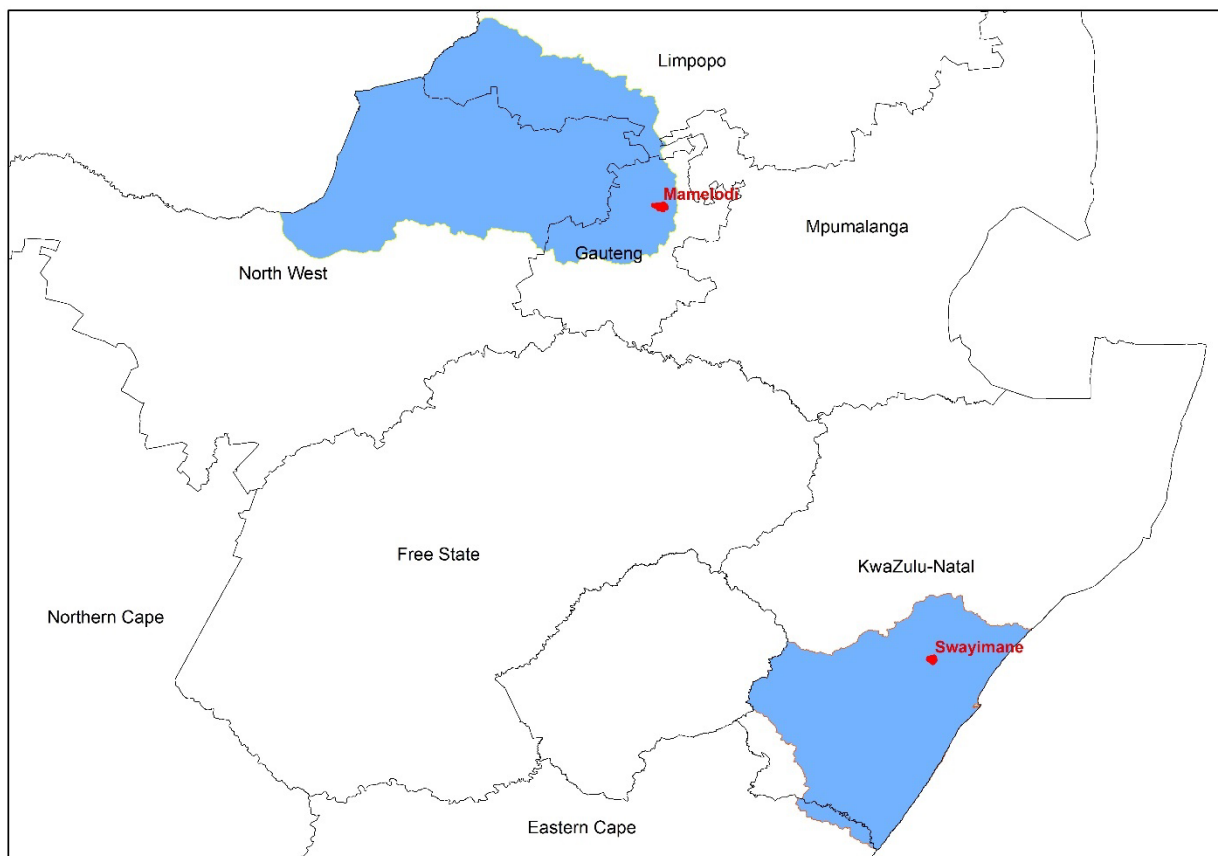 Limpopo
Mamelodi
Mpumalanga
Gauteng
North West
Free State
KwaZulu-Natal
Northern Cape
Swayimane
Eastern Cape